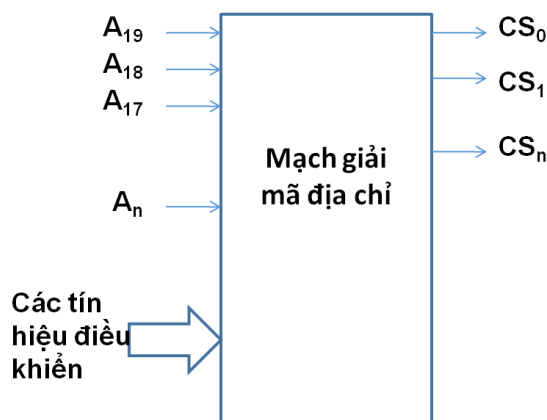 A₁₉
A₁₈
A₁₇
Aₙ
Các tín
hiệu điều
khiển
Mạch giải
mã địa chỉ
CS₀
CS₁
CSₙ